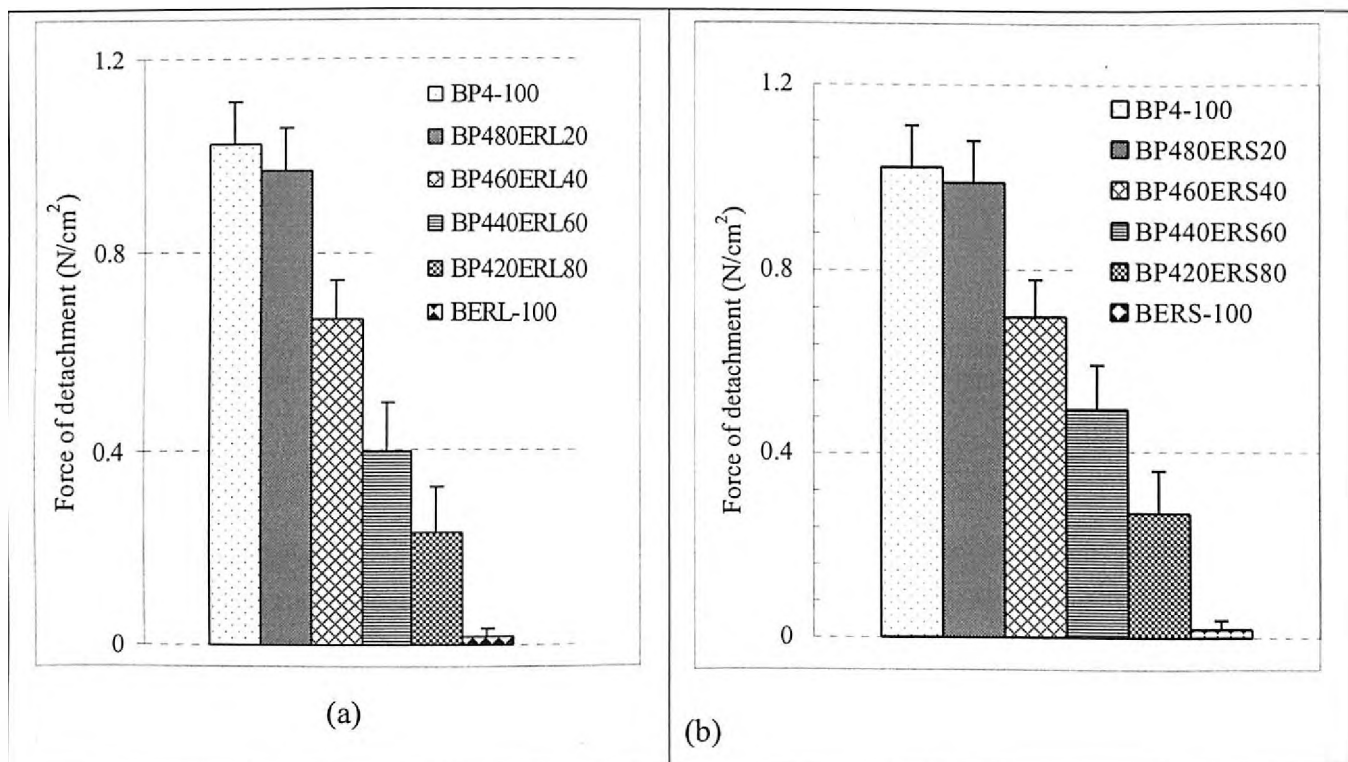 1.2
0.8
0.4
0
Force of detachment (N/cm²)
BP4-100
BP480ERL20
BP460ERL40
BP440ERL60
BP420ERL80
BERL-100
(a)
1.2
0.8
0.4
0
Force of detachment (N/cm²)
BP4-100
BP480ERS20
BP460ERS40
BP440ERS60
BP420ERS80
BERS-100
(b)